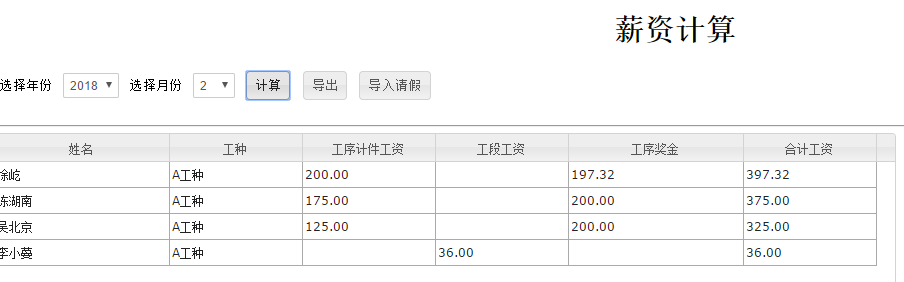 薪资计算
选择年份 2018 选择月份 2 计算 导出 导入请假
姓名 工种 工序计件工资 工段工资 工序奖金 合计工资
徐屹 A工种 200.00 197.32 397.32
陈湖南 A工种 175.00 200.00 375.00
吴北京 A工种 125.00 200.00 325.00
李小蔓 A工种 36.00 36.00